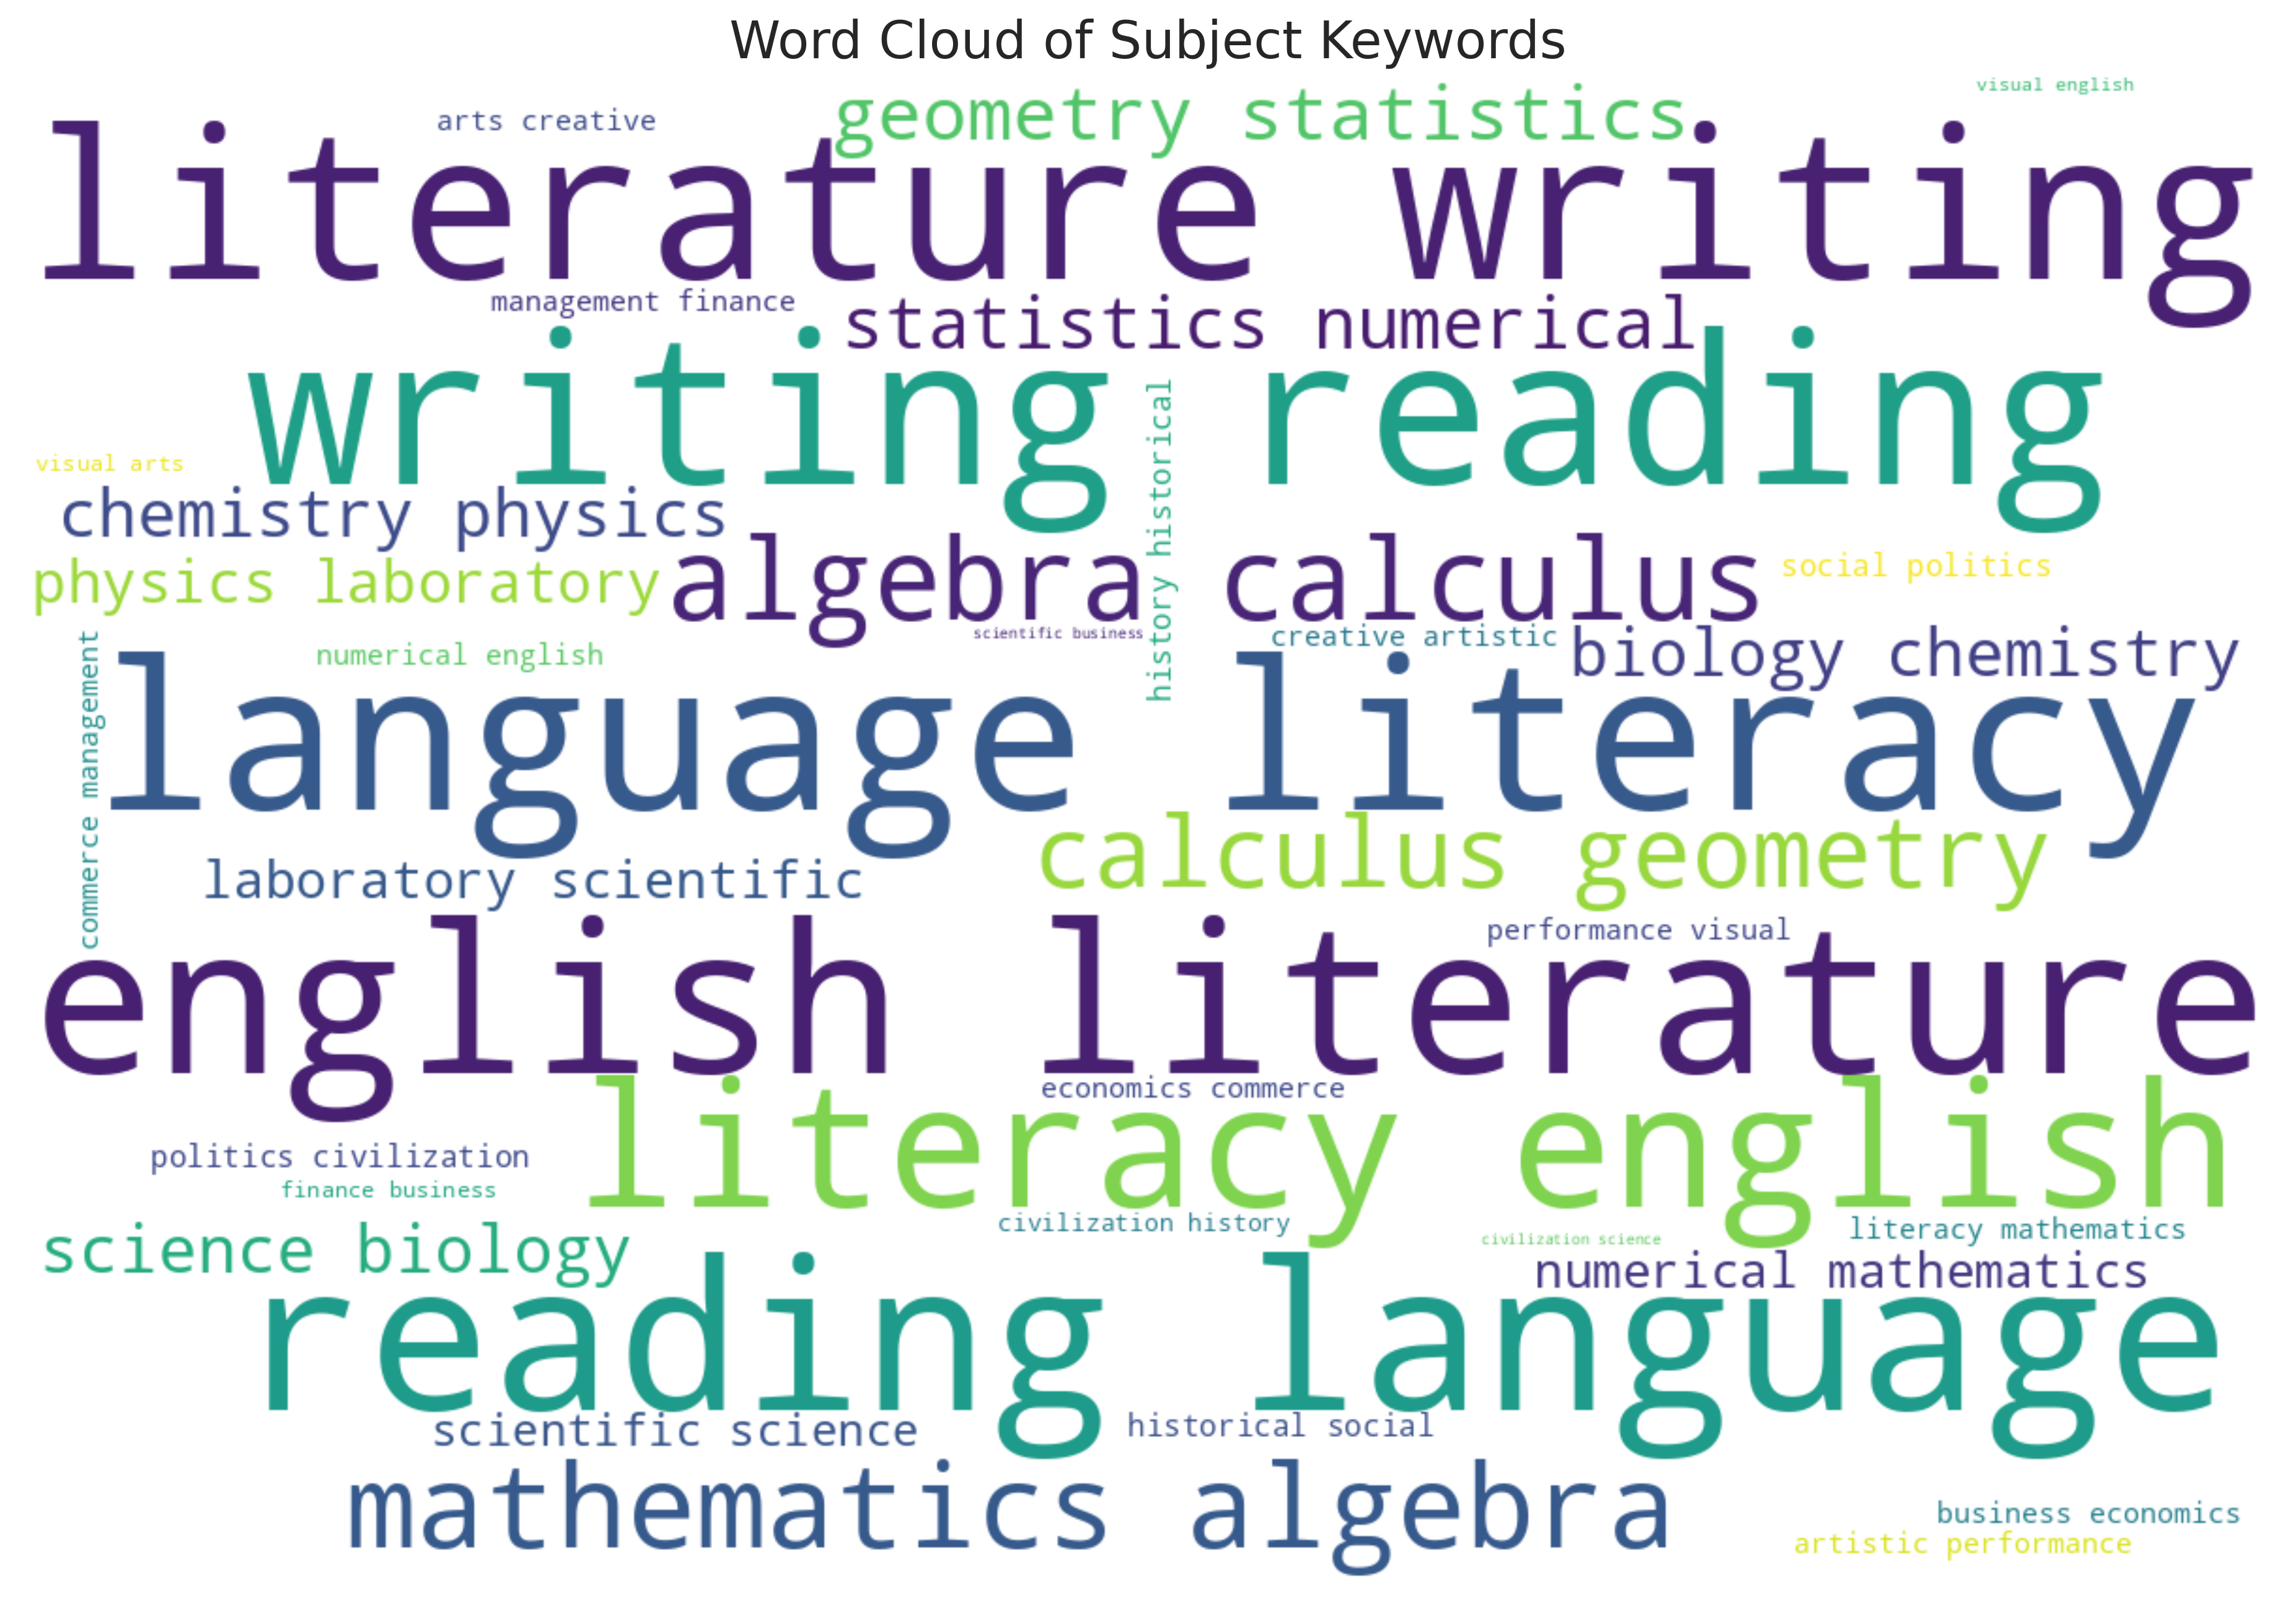 Word Cloud of Subject Keywords
visual english
arts creative
geometry statistics
literature writing
management finance
statistics numerical
writing reading
history historical
visual arts
chemistry physics
algebra calculus
social politics
physics laboratory
scientific business
creative artistic
biology chemistry
numerical english
commerce management
language literacy
calculus geometry
laboratory scientific
performance visual
english literature
economics commerce
literacy english
politics civilization
finance business
civilization history
literacy mathematics
civilization science
science biology
numerical mathematics
reading language
scientific science
historical social
mathematics algebra
business economics
artistic performance